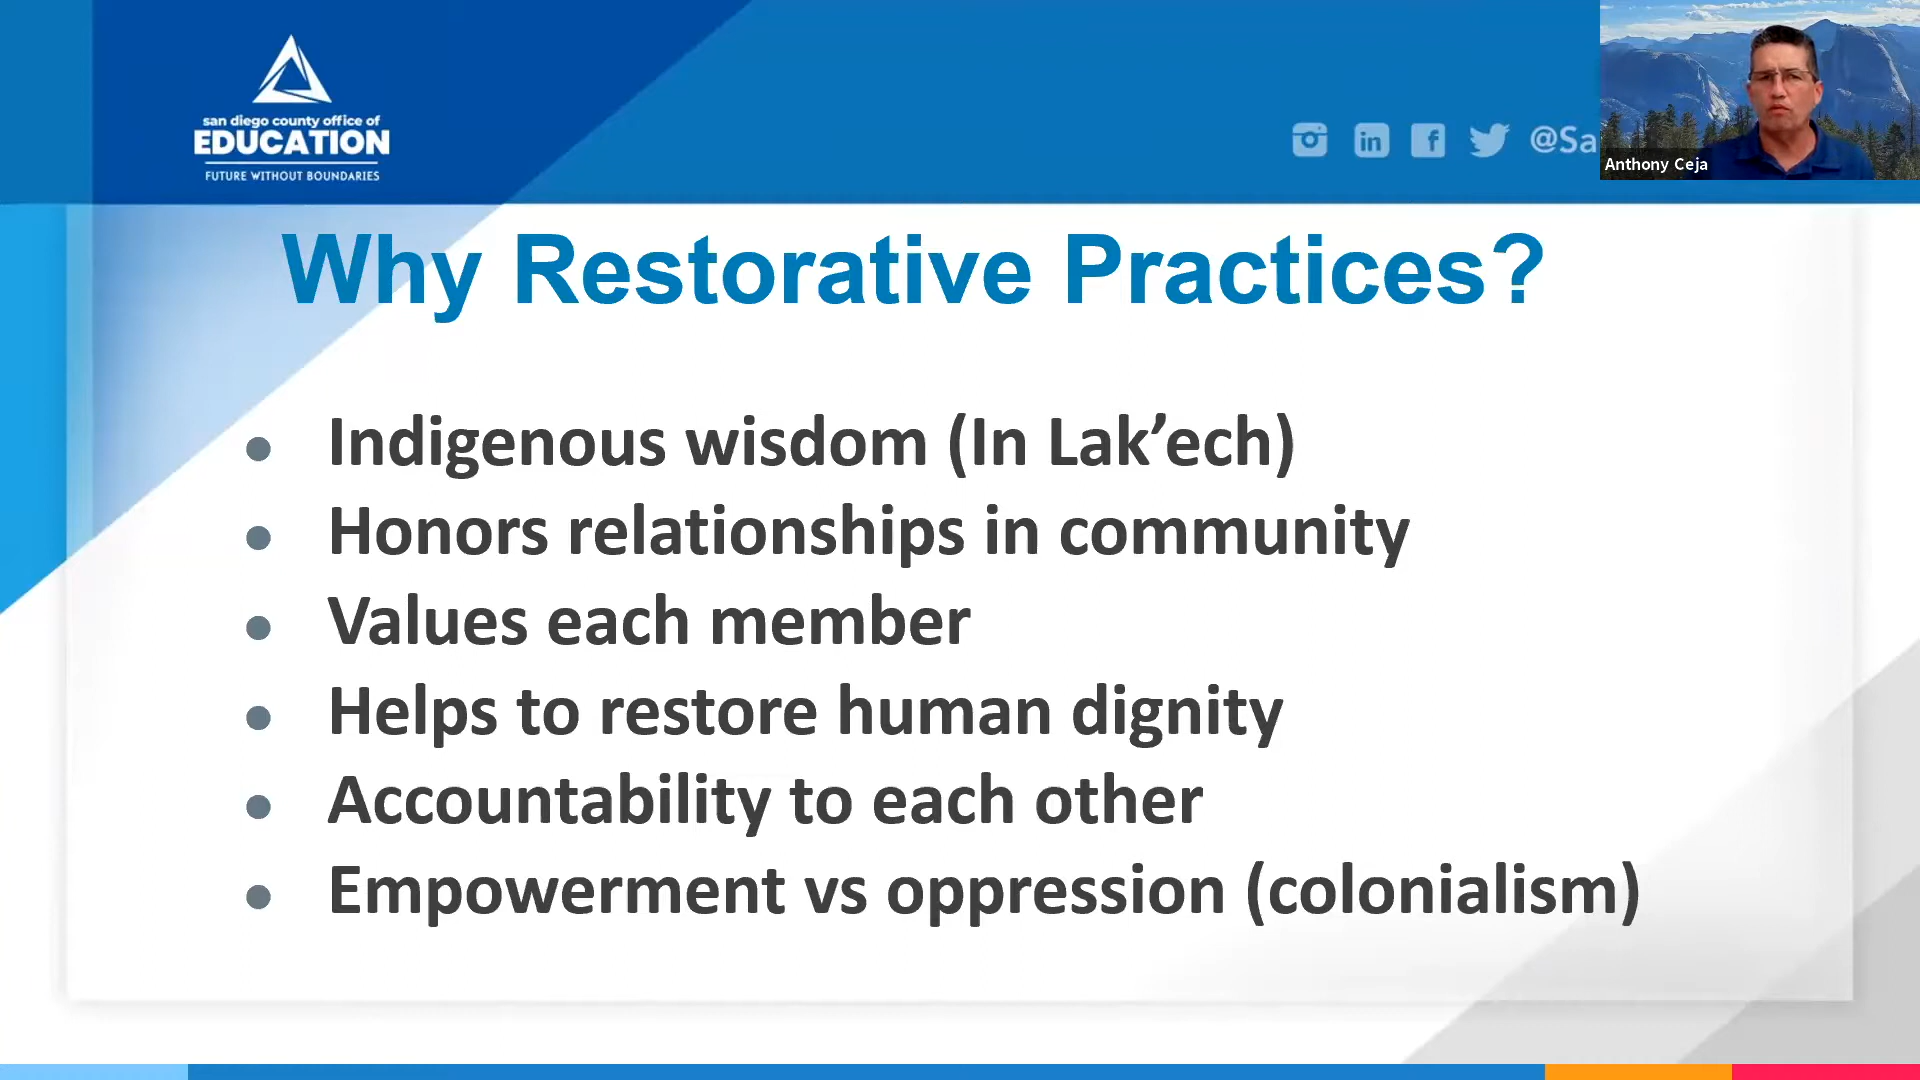 san diego county office of
EDUCATION
FUTURE WITHOUT BOUNDARIES
@Sa
Anthony Ceja
Why Restorative Practices?
Indigenous wisdom (In Lak’ech)
Honors relationships in community
Values each member
Helps to restore human dignity
Accountability to each other
Empowerment vs oppression (colonialism)